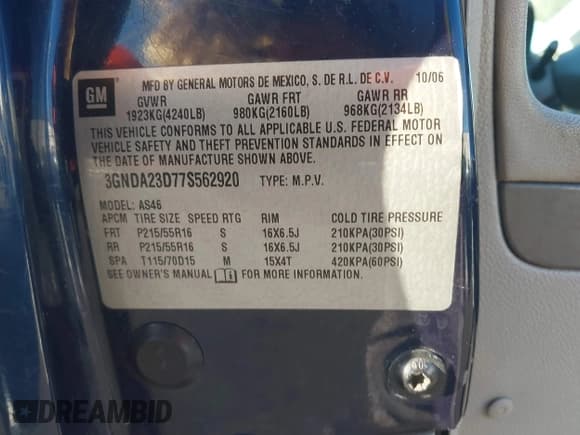 GM
MFD BY GENERAL MOTORS DE MEXICO, S. DE R.L. DE C.V. 10/06
GVWR GAWR FRT GAWR RR
1923KG(4240LB) 980KG(2160LB) 968KG(2134LB)
THIS VEHICLE CONFORMS TO ALL APPLICABLE U.S. FEDERAL MOTOR
VEHICLE SAFETY AND THEFT PREVENTION STANDARDS IN EFFECT ON
THE DATE OF MANUFACTURE SHOWN ABOVE.
3GNDA23D77S562920 TYPE: M.P.V.
MODEL: AS46
APCM TIRE SIZE SPEED RTG RIM COLD TIRE PRESSURE
FRT P215/55R16 S 16X6.5J 210KPA(30PSI)
RR P215/55R16 S 16X6.5J 210KPA(30PSI)
SPA T115/70D15 M 15X4T 420KPA(60PSI)
SEE OWNER'S MANUAL FOR MORE INFORMATION.
DREAMBID